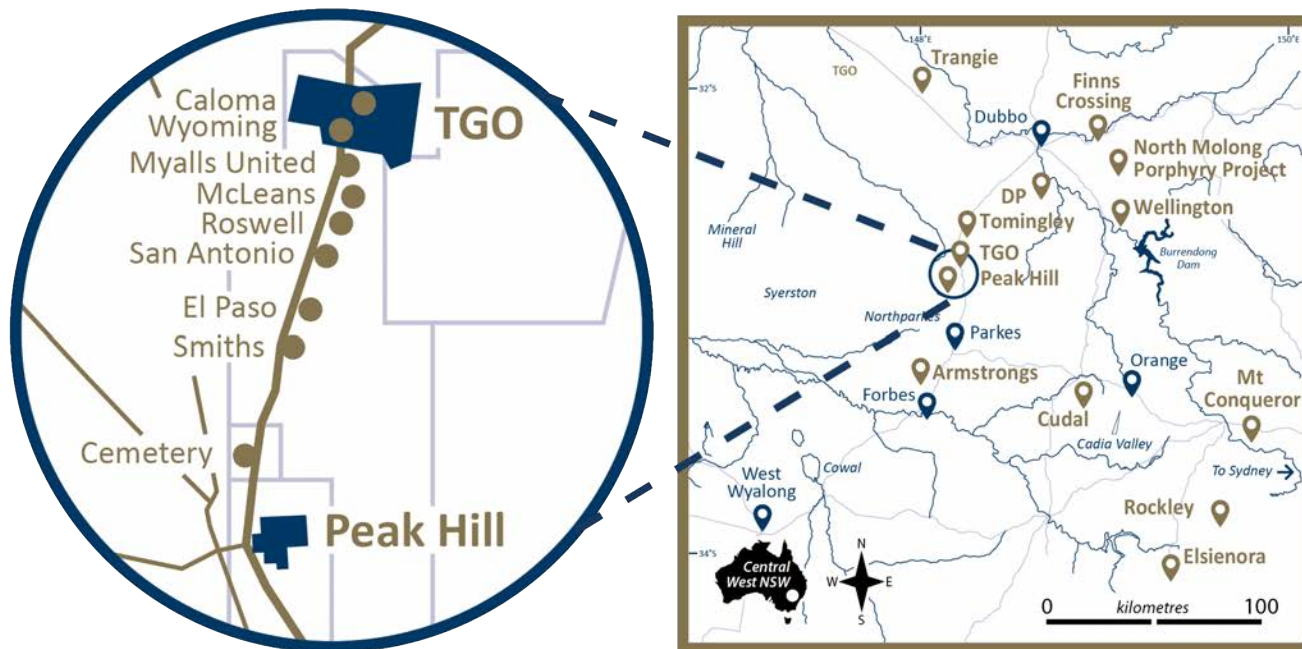 Caloma
Wyoming
Myalls United
McLeans
Roswell
San Antonio
El Paso
Smiths
Cemetery
TGO
Peak Hill
148°E
150°E
32°S
34°S
TGO
Trangie
Finns
Crossing
Dubbo
North Molong
Porphyry Project
DP
Wellington
Tomingley
Mineral
Hill
TGO
Burrendong
Dam
Peak Hill
Syerston
Northparkes
Parkes
Armstrongs
Orange
Mt
Conqueror
Forbes
Cudal
Cadia Valley
Cowal
To Sydney
West
Wyalong
Rockley
Elsienora
Central
West NSW
N
W
E
S
0
kilometres
100